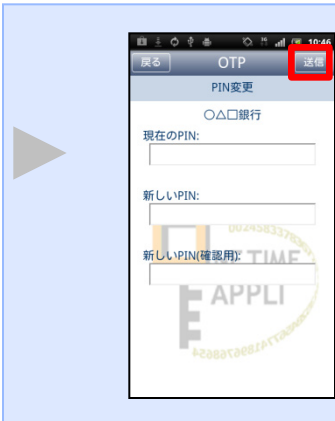 10:46
戻る
OTP
送信
PIN変更
○△□銀行
現在のPIN:
新しいPIN:
新しいPIN(確認用):
TIME
APPLI